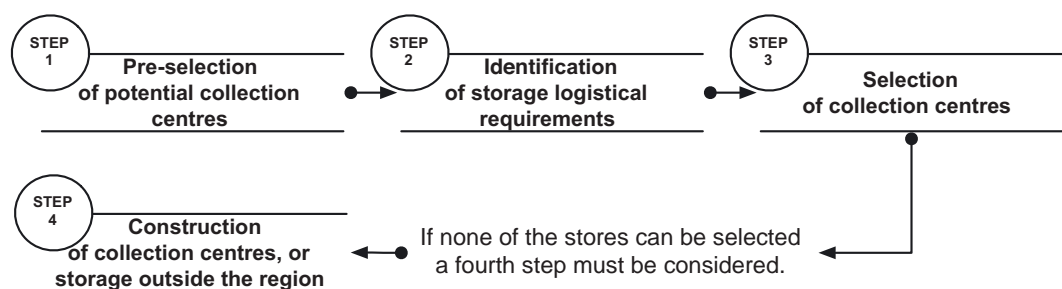 STEP
1
Pre-selection
of potential collection
centres
STEP
2
Identification
of storage logistical
requirements
STEP
3
Selection
of collection centres
STEP
4
Construction
of collection centres, or
storage outside the region
If none of the stores can be selected
a fourth step must be considered.